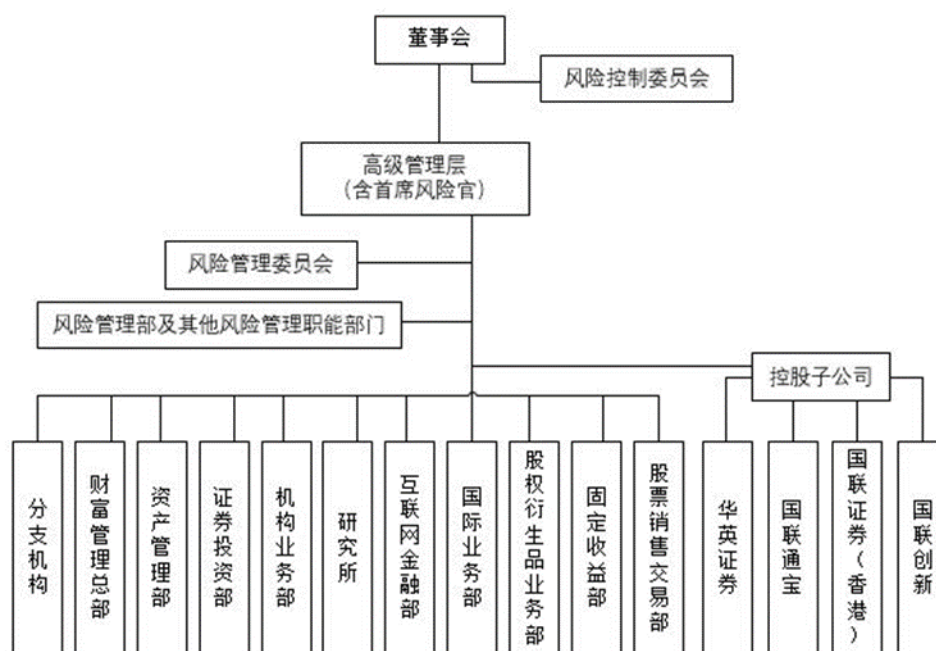 董事会
风险控制委员会
高级管理层
(含首席风险官)
风险管理委员会
风险管理部及其他风险管理职能部门
控股子公司
分支机构
财富管理总部
资产管理部
证券投资部
机构业务部
研究所
互联网金融部
国际业务部
股权衍生品业务部
固定收益部
股票销售交易部
华英证券
国联通宝
国联证券(香港)
国联创新